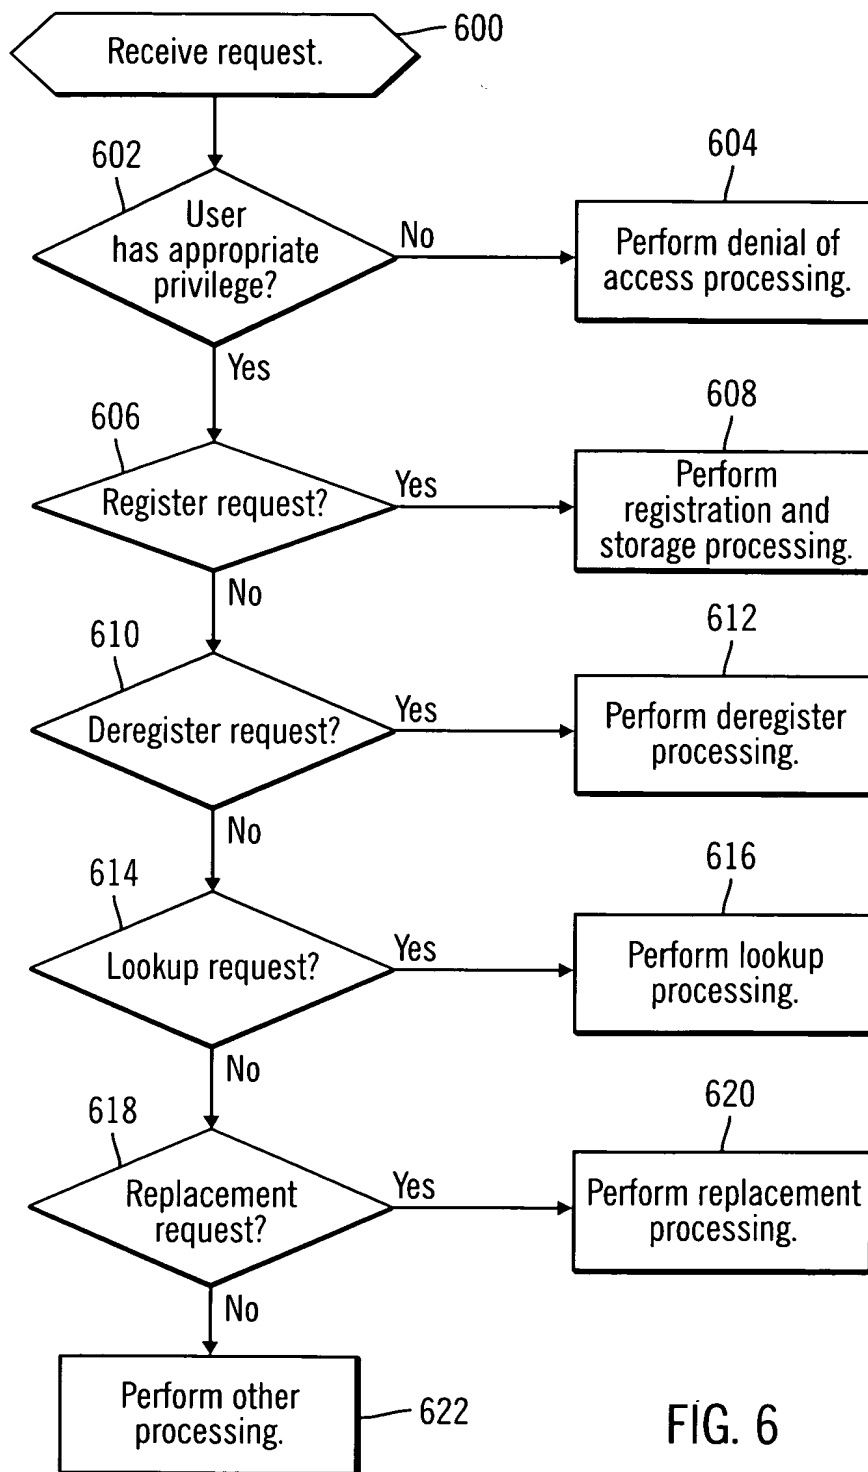 Receive request.
600
602
User
has appropriate
privilege?
No
604
Perform denial of
access processing.
Yes
606
Register request?
Yes
608
Perform
registration and
storage processing.
No
610
Deregister request?
Yes
612
Perform deregister
processing.
No
614
Lookup request?
Yes
616
Perform lookup
processing.
No
618
Replacement
request?
Yes
620
Perform replacement
processing.
No
Perform other
processing.
622
FIG. 6